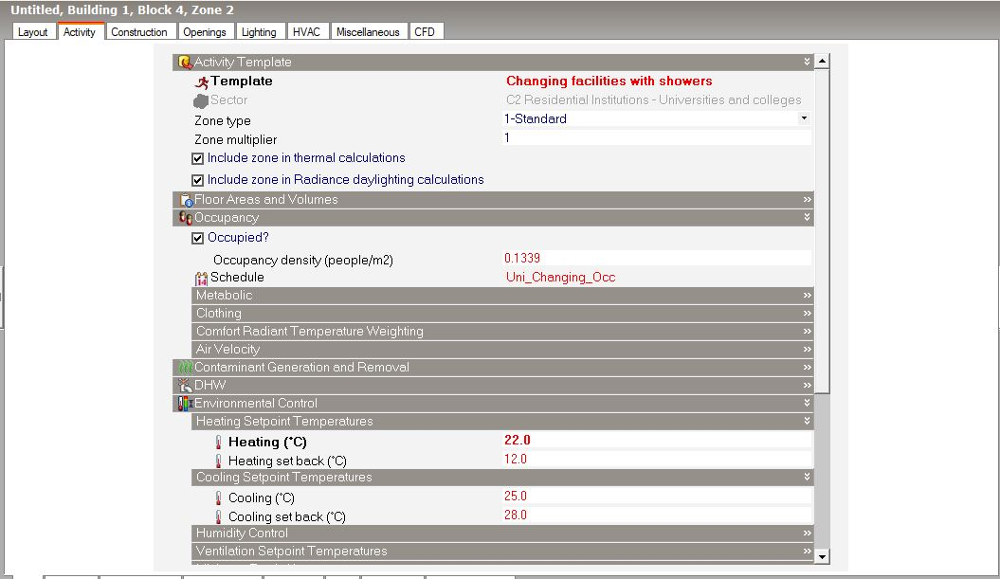 Untitled, Building 1, Block 4, Zone 2
Layout Activity Construction Openings Lighting HVAC Miscellaneous CFD
Activity Template
Template Changing facilities with showers
Sector C2 Residential Institutions - Universities and colleges
Zone type 1-Standard
Zone multiplier 1
Include zone in thermal calculations
Include zone in Radiance daylighting calculations
Floor Areas and Volumes
Occupancy
Occupied?
Occupancy density (people/m2) 0.1339
14 Schedule Uni_Changing_Occ
Metabolic
Clothing
Comfort Radiant Temperature Weighting
Air Velocity
Contaminant Generation and Removal
DHW
Environmental Control
Heating Setpoint Temperatures
Heating (°C) 22.0
Heating set back (°C) 12.0
Cooling Setpoint Temperatures
Cooling (°C) 25.0
Cooling set back (°C) 28.0
Humidity Control
Ventilation Setpoint Temperatures